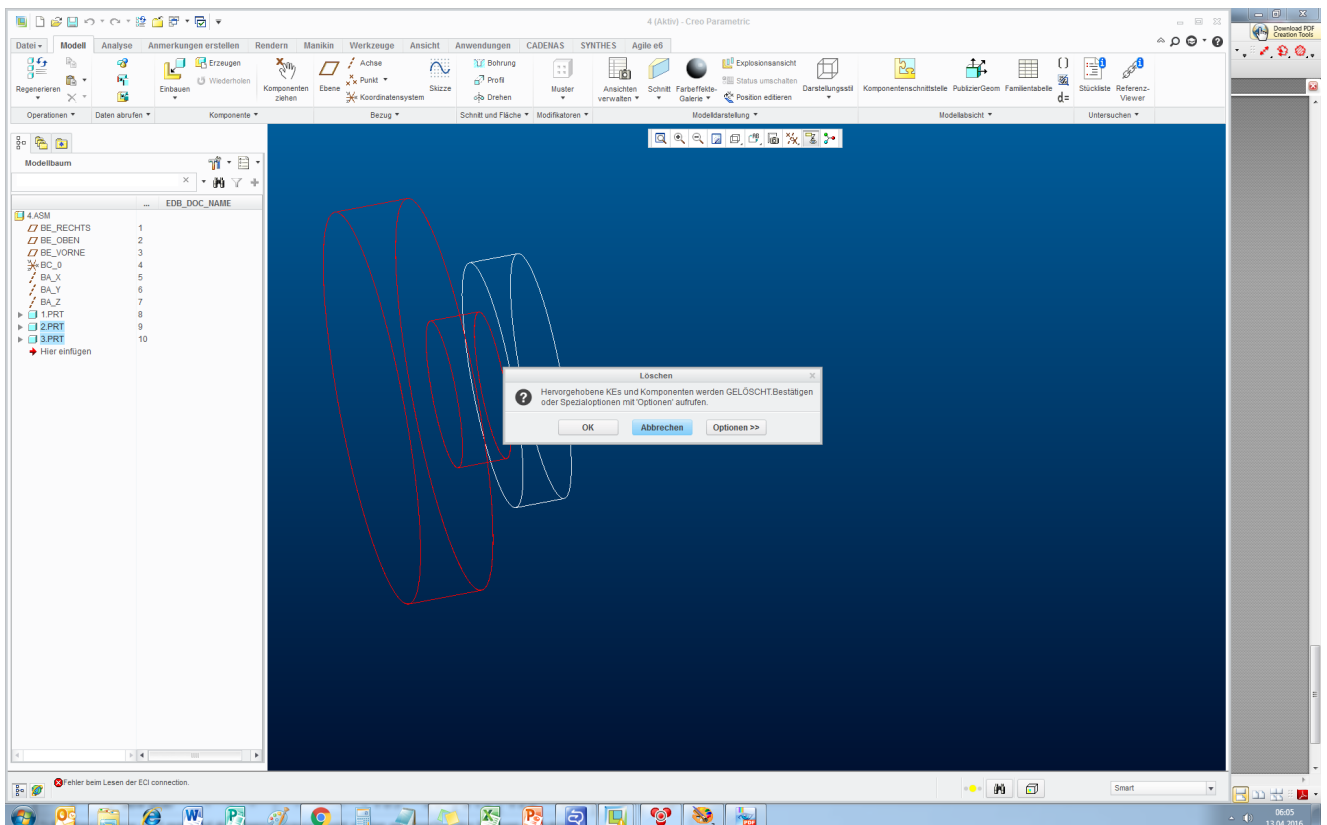 4 (Aktiv) - Creo Parametric
Download PDF
Creation Tools
Datei Modell Analyse Anmerkungen erstellen Rendern Manikin Werkzeuge Ansicht Anwendungen CADENAS SYNTHES Agile e6
Regenerieren
Einbauen
Erzeugen
Wiederholen
Komponenten
ziehen
Ebene
Achse
Punkt
Koordinatensystem
Skizze
Bohrung
Profil
Drehen
Muster
Ansichten
verwalten
Schnitt
Farbeffekte-
Galerie
Explosionsansicht
Status umschalten
Position editieren
Darstellungsstil
Komponentenschnittstelle
PublizierGeom
Familientabelle
d=
Stückliste
Referenz-
Viewer
Operationen Daten abrufen Komponente Bezug Schnitt und Fläche Modifikatoren Modelldarstellung Modellabsicht Untersuchen
Modellbaum
... EDB_DOC_NAME
4.ASM
BE_RECHTS 1
BE_OBEN 2
BE_VORNE 3
BC_0 4
BA_X 5
BA_Y 6
BA_Z 7
1.PRT 8
2.PRT 9
3.PRT 10
Hier einfügen
Löschen
Hervorgehobene KEs und Komponenten werden GELÖSCHT.Bestätigen
oder Spezialoptionen mit 'Optionen' aufrufen.
OK Abbrechen Optionen >>
Fehler beim Lesen der ECI connection.
Smart
06:05
13.04.2016